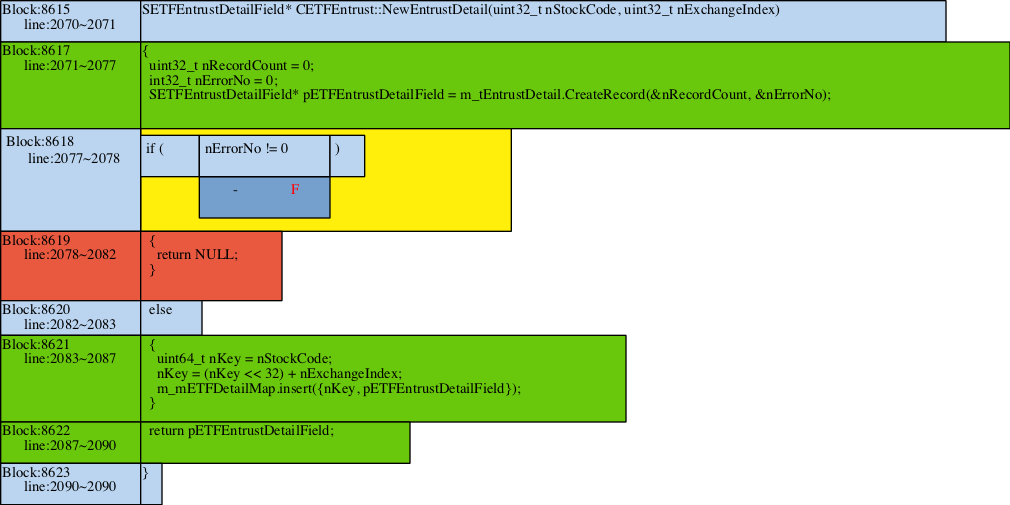 Block:8615 SETFEntrustDetailField* CETFEntrust::NewEntrustDetail(uint32_t nStockCode, uint32_t nExchangeIndex)
line:2070~2071
Block:8617 {
line:2071~2077 uint32_t nRecordCount = 0;
int32_t nErrorNo = 0;
SETFEntrustDetailField* pETFEntrustDetailField = m_tEntrustDetail.CreateRecord(&nRecordCount, &nErrorNo);
Block:8618 if ( nErrorNo != 0 )
line:2077~2078
- F
Block:8619 {
line:2078~2082 return NULL;
}
Block:8620 else
line:2082~2083
Block:8621 {
line:2083~2087 uint64_t nKey = nStockCode;
nKey = (nKey << 32) + nExchangeIndex;
m_mETFDetailMap.insert({nKey, pETFEntrustDetailField});
}
Block:8622 return pETFEntrustDetailField;
line:2087~2090
Block:8623 }
line:2090~2090